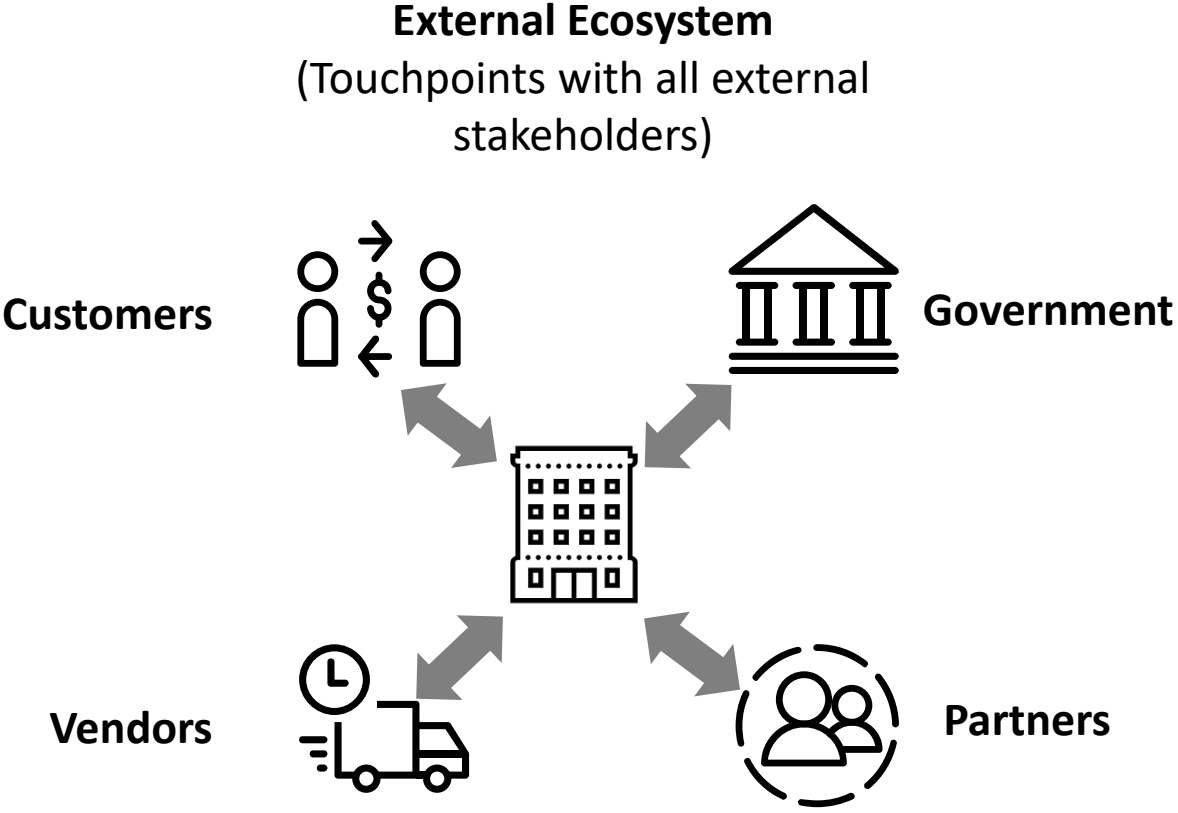 External Ecosystem
(Touchpoints with all external
stakeholders)
Customers
$
Government
Vendors
Partners